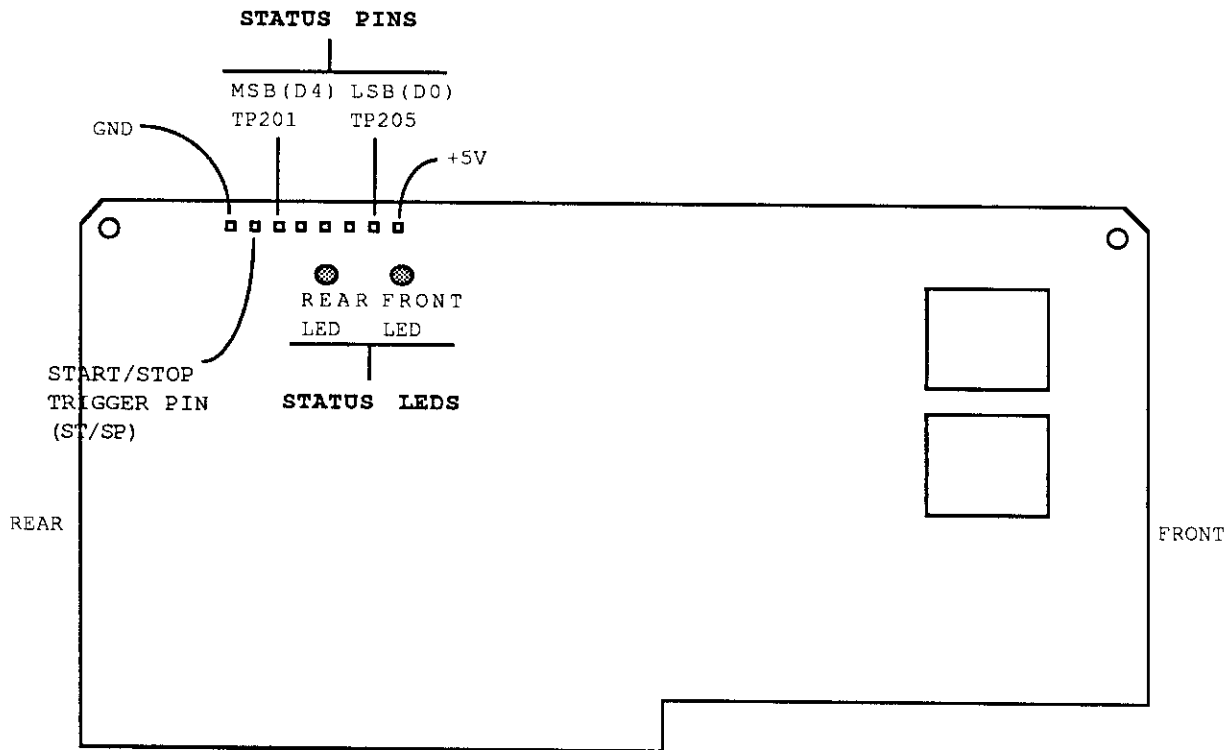 STATUS PINS
MSB(D4) LSB(D0)
TP201 TP205
GND
+5V
REAR FRONT
LED LED
START/STOP
TRIGGER PIN
(ST/SP)
STATUS LEDS
REAR
FRONT